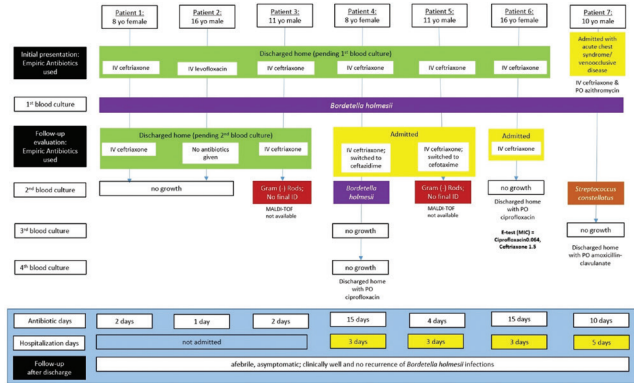 Patient 1:
8 yo female
Patient 2:
16 yo male
Patient 3:
11 yo male
Patient 4:
8 yo female
Patient 5:
11 yo male
Patient 6:
16 yo female
Patient 7:
10 yo male
Initial presentation:
Empiric Antibiotics
used
Discharged home (pending 1st blood culture)
IV ceftriaxone
IV levofloxacin
IV ceftriaxone
IV ceftriaxone
IV ceftriaxone
IV ceftriaxone
Admitted with
acute chest
syndrome/
venoocclusive
disease
IV ceftriaxone &
PO azithromycin
1st blood culture
Bordetella holmesii
Follow-up
evaluation:
Empiric Antibiotics
used
Discharged home (pending 2nd blood culture)
IV ceftriaxone
No antibiotics
given
IV ceftriaxone
Admitted
IV ceftriaxone;
switched to
ceftazidime
IV ceftriaxone;
switched to
cefotaxime
Admitted
IV ceftriaxone
2nd blood culture
no growth
Gram (-) Rods;
No final ID
MALDI-TOF
not available
Bordetella
holmesii
Gram (-) Rods;
No final ID
MALDI-TOF
not available
no growth
Discharged home
with PO
ciprofloxacin
E-test (MIC) =
Ciprofloxacin0.064,
Ceftriaxone 1.5
Streptococcus
constellatus
3rd blood culture
no growth
no growth
Discharged home
with PO amoxicillin-
clavulanate
4th blood culture
no growth
Discharged home
with PO
ciprofloxacin
Antibiotic days
2 days
1 day
2 days
15 days
4 days
15 days
10 days
Hospitalization days
not admitted
3 days
3 days
3 days
5 days
Follow-up
after discharge
afebrile, asymptomatic; clinically well and no recurrence of Bordetella holmesii infections